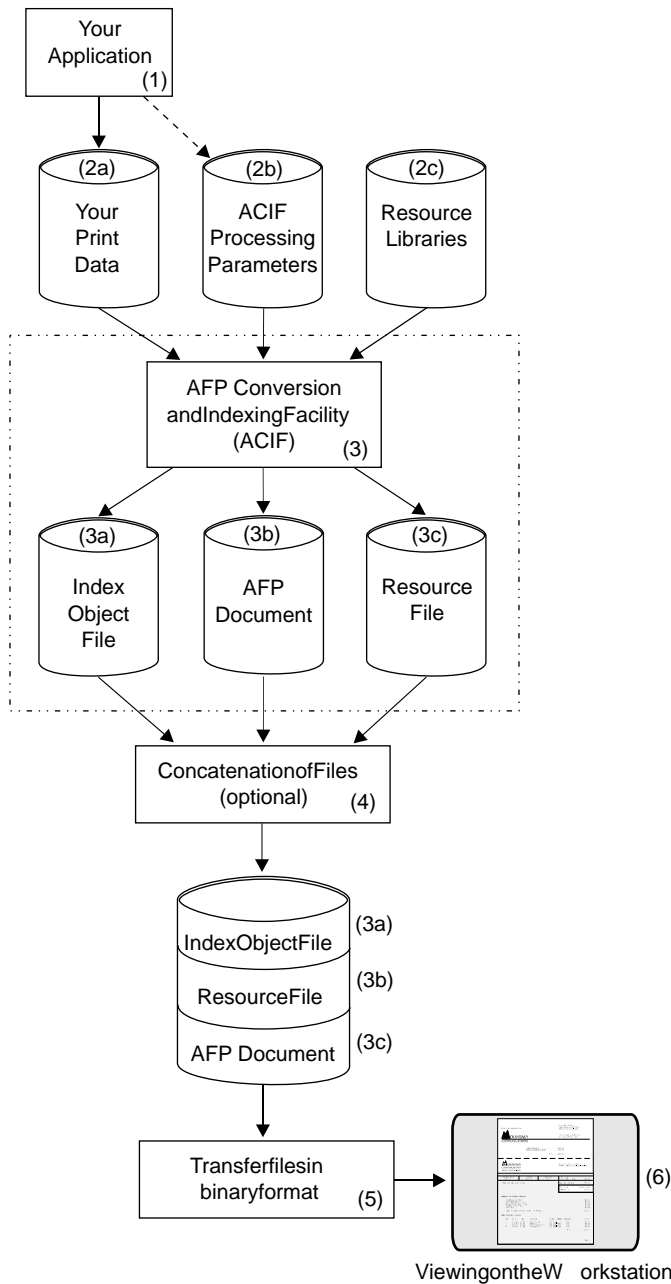 Your
Application
(1)
(2a)
Your
Print
Data
(2b)
ACIF
Processing
Parameters
(2c)
Resource
Libraries
AFP Conversion
andIndexingFacility
(ACIF)
(3)
(3a)
Index
Object
File
(3b)
AFP
Document
(3c)
Resource
File
ConcatenationofFiles
(optional)
(4)
IndexObjectFile
(3a)
ResourceFile
(3b)
AFP Document
(3c)
Transferfilesin
binaryformat
(5)
(6)
ViewingontheW orkstation